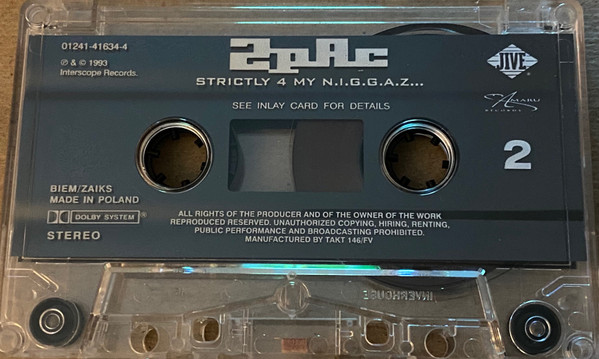 01241-41634-4
℗ & © 1993
Interscope Records.
2PAC
STRICTLY 4 MY N.I.G.G.A.Z...
SEE INLAY CARD FOR DETAILS
JIVE
AMARU
RECORDS
2
BIEM/ZAIKS
MADE IN POLAND
DOLBY SYSTEM®
STEREO
ALL RIGHTS OF THE PRODUCER AND OF THE OWNER OF THE WORK
REPRODUCED RESERVED. UNAUTHORIZED COPYING, HIRING, RENTING,
PUBLIC PERFORMANCE AND BROADCASTING PROHIBITED.
MANUFACTURED BY TAKT 146/FV